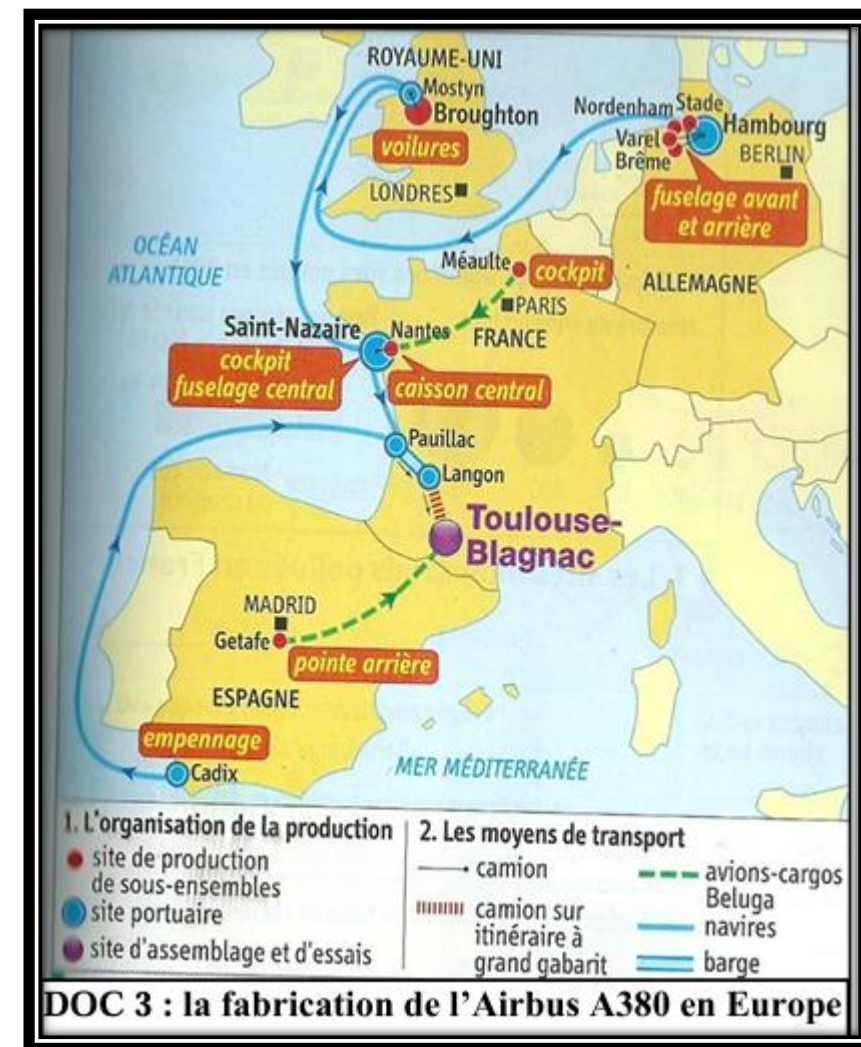 ROYAUME-UNI
Mostyn
Broughton
voilures
LONDRES
Nordenham
Stade
Varel
Brême
Hambourg
BERLIN
fuselage avant
et arrière
OCÉAN
ATLANTIQUE
Méaulte
cockpit
ALLEMAGNE
PARIS
Saint-Nazaire
Nantes
FRANCE
cockpit
fuselage central
caisson central
Pauillac
Langon
Toulouse-
Blagnac
MADRID
Getafe
pointe arrière
ESPAGNE
empennage
Cadix
MER MÉDITERRANÉE
1. L'organisation de la production
site de production
de sous-ensembles
site portuaire
site d'assemblage et d'essais
2. Les moyens de transport
camion
camion sur
itinéraire à
grand gabarit
avions-cargos
Beluga
navires
barge
DOC 3 : la fabrication de l'Airbus A380 en Europe